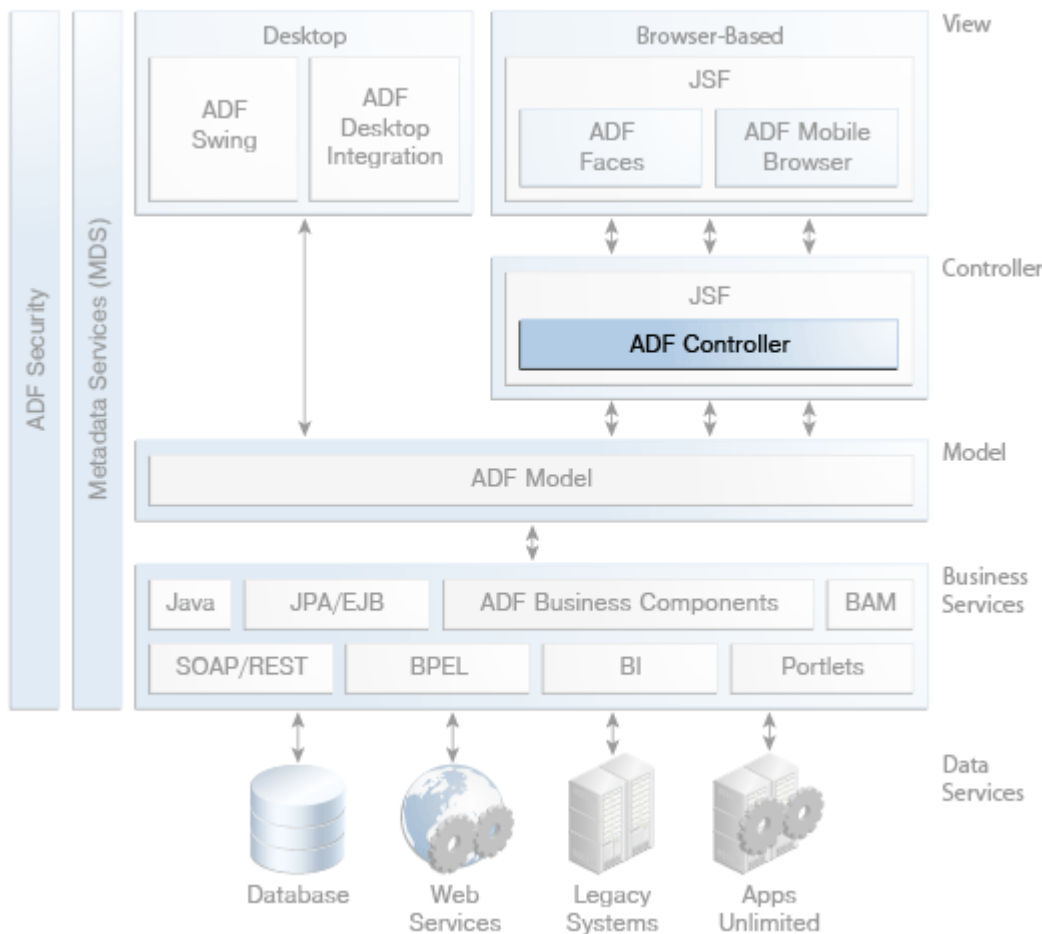 ADF Security
Metadata Services (MDS)
Desktop
ADF
Swing
ADF
Desktop
Integration
Browser-Based
JSF
ADF
Faces
ADF Mobile
Browser
View
JSF
ADF Controller
Controller
ADF Model
Model
Java
JPA/EJB
ADF Business Components
BAM
SOAP/REST
BPEL
BI
Portlets
Business
Services
Database
Web
Services
Legacy
Systems
Apps
Unlimited
Data
Services